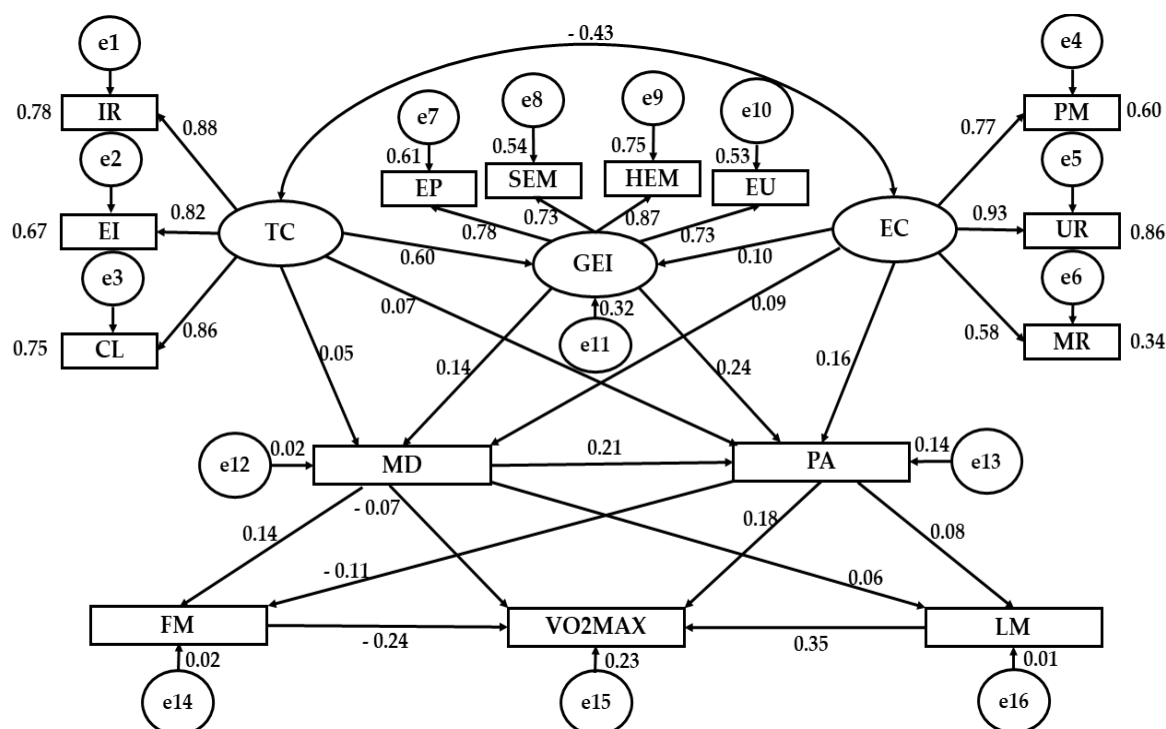 - 0.43
e1
e4
0.78
IR
0.88
e7
e8
e9
e10
0.77
PM
0.60
e2
0.61
0.54
0.75
0.53
e5
EP
SEM
HEM
EU
0.67
EI
0.82
TC
0.78
0.73
0.87
0.73
EC
0.93
UR
0.86
e3
0.60
GEI
0.10
e6
0.75
CL
0.86
0.07
0.32
0.09
0.58
MR
0.34
0.05
0.14
e11
0.24
0.16
e12
0.02
MD
0.21
PA
0.14
e13
0.14
- 0.07
0.18
0.08
- 0.11
0.06
FM
- 0.24
VO2MAX
0.35
LM
0.02
0.23
0.01
e14
e15
e16